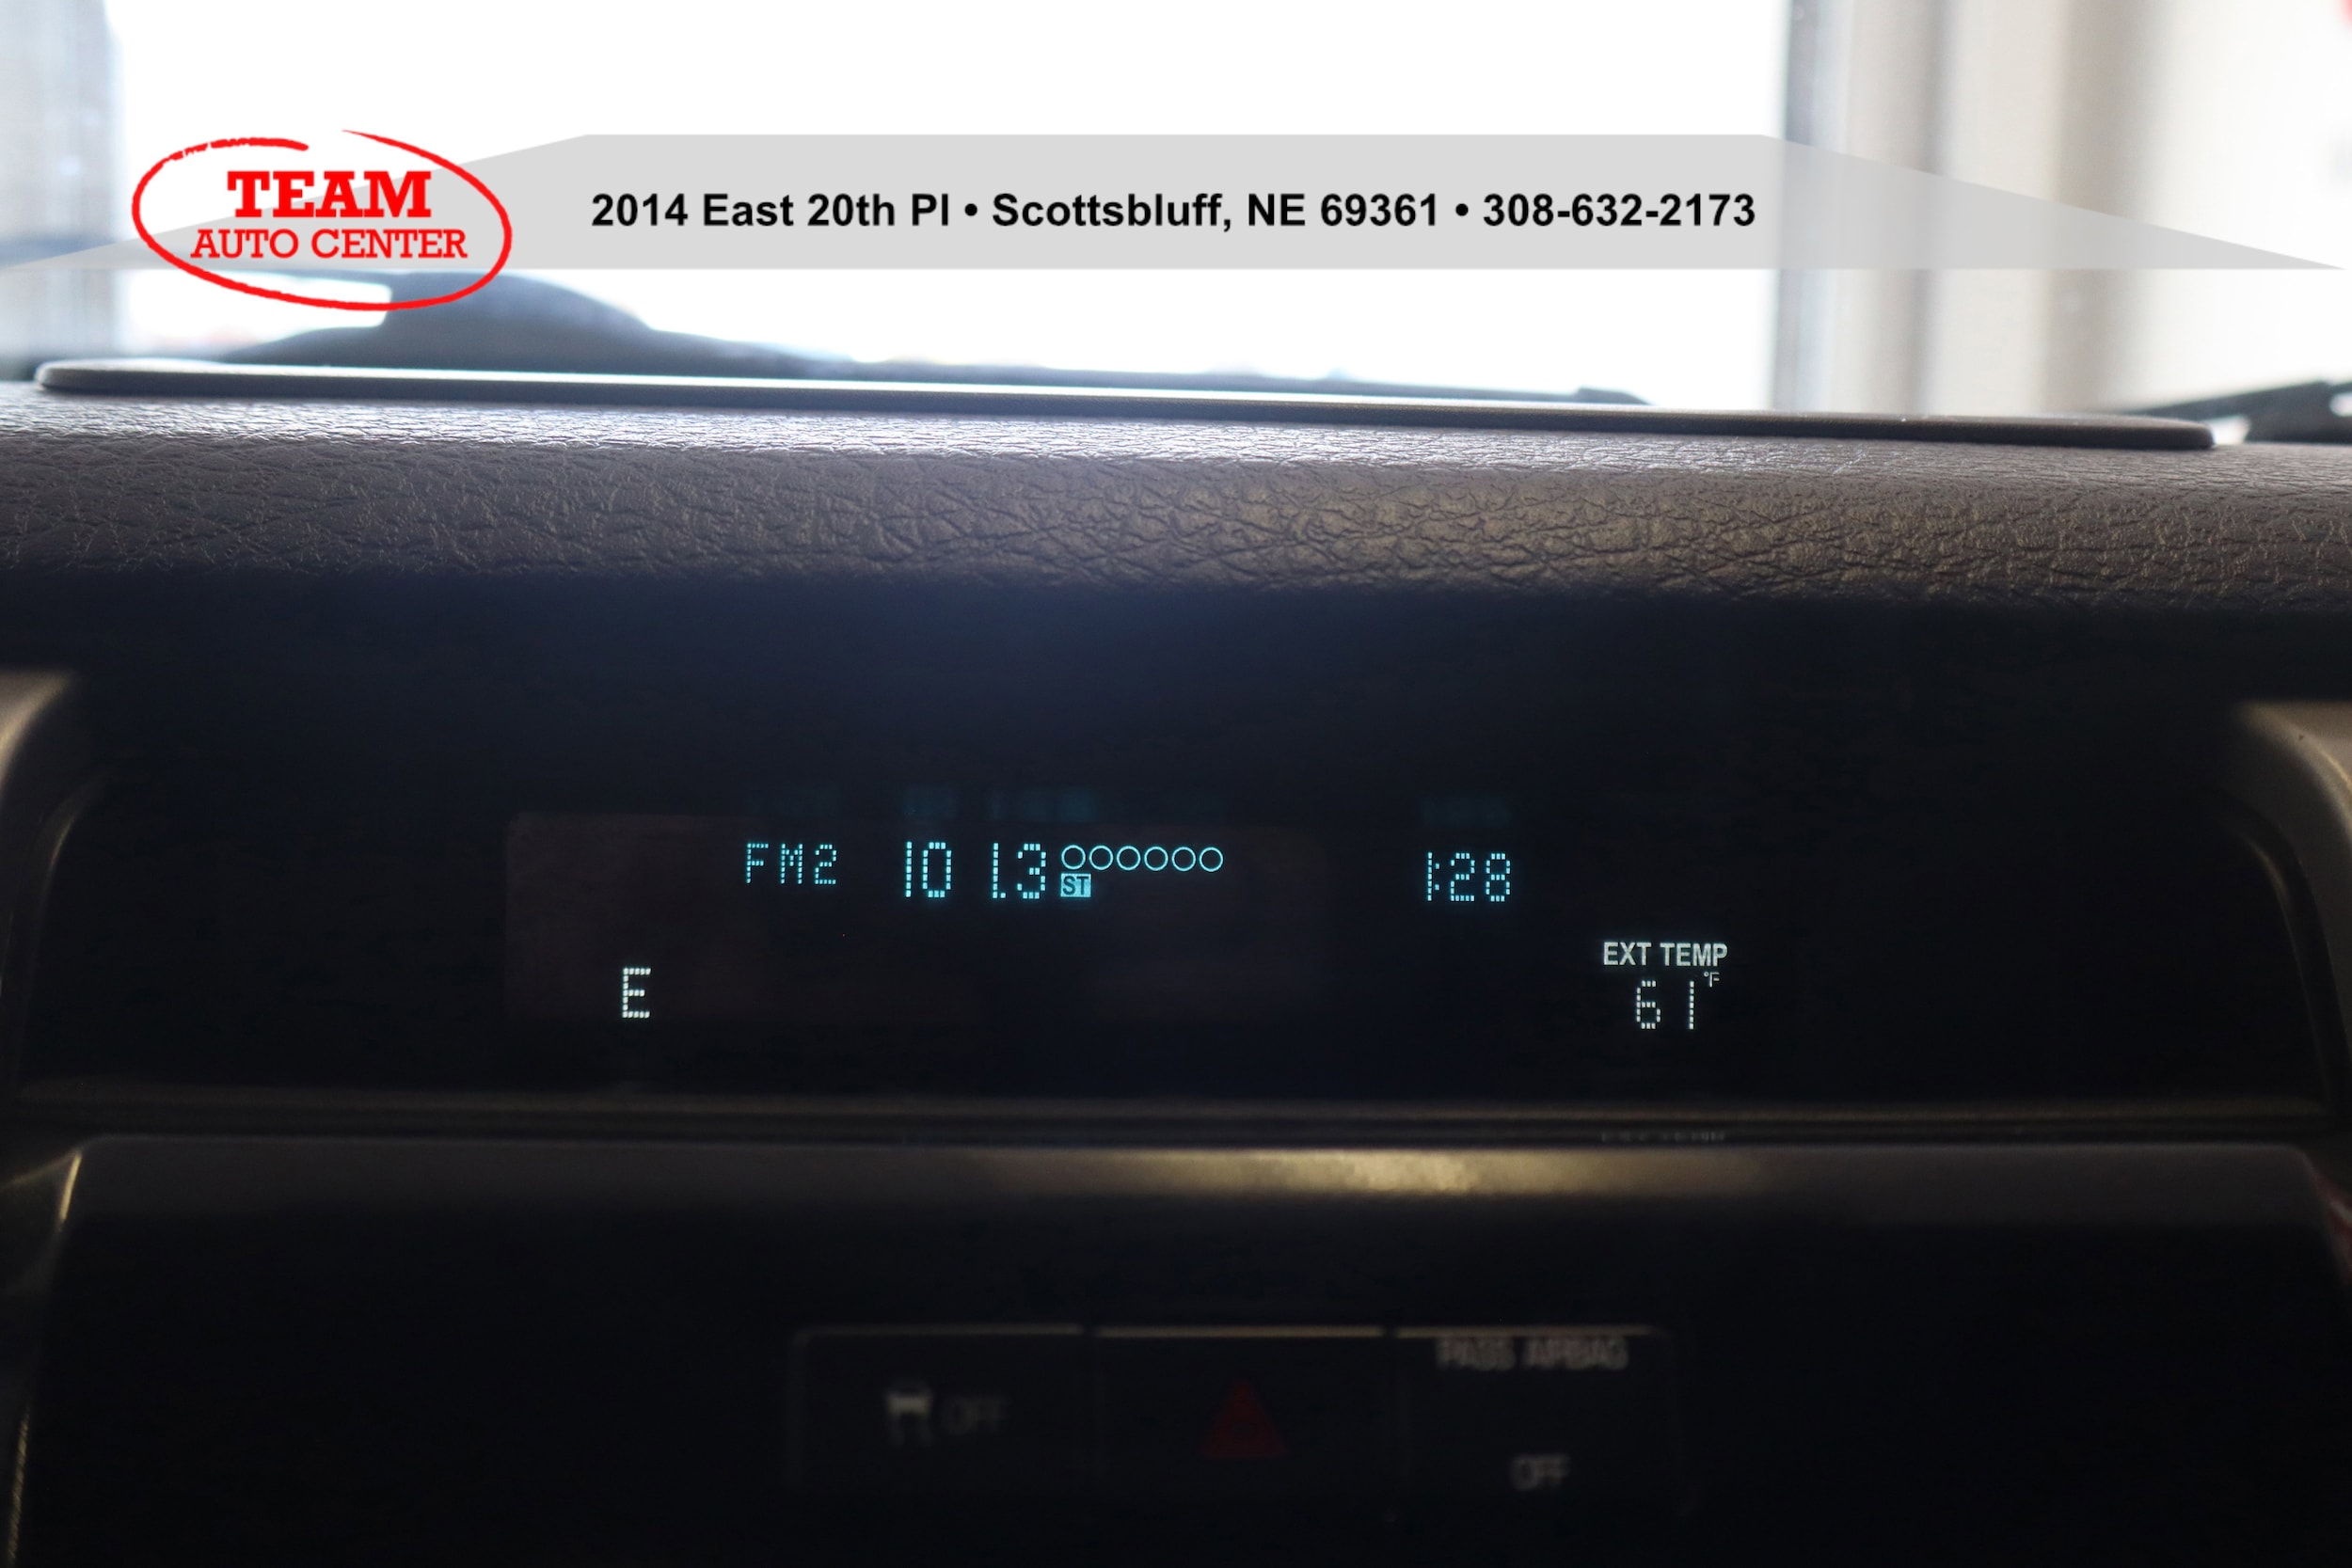 TEAM
AUTO CENTER
2014 East 20th Pl • Scottsbluff, NE 69361 • 308-632-2173
FM2 101.3 1:28
ST
EXT TEMP
E 61°F
PASS AIRBAG
OFF
OFF